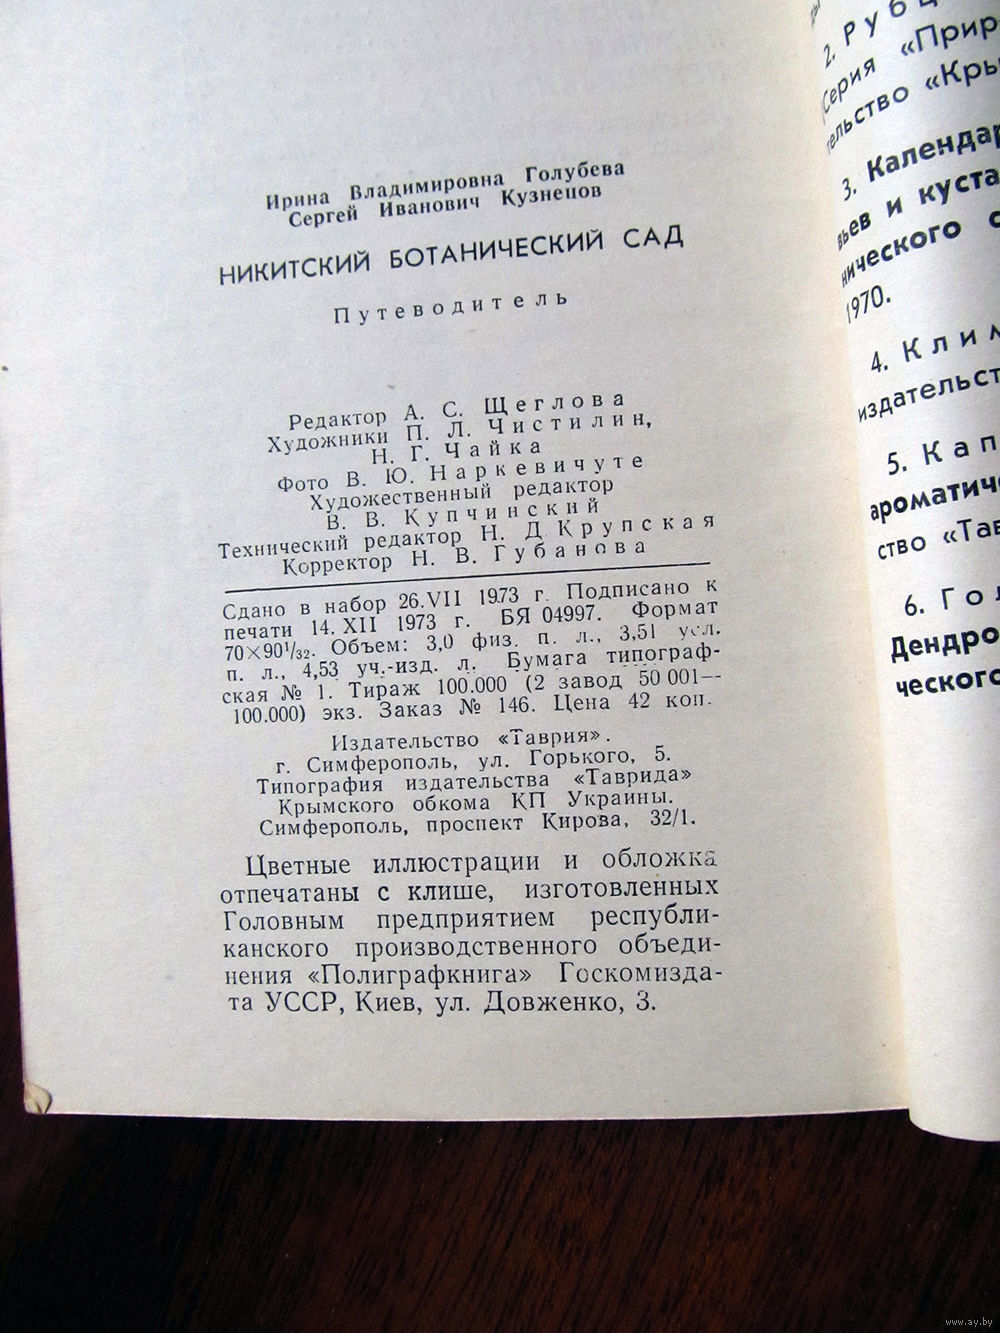 Ирина Владимировна Голубева
Сергей Иванович Кузнецов
НИКИТСКИЙ БОТАНИЧЕСКИЙ САД
Путеводитель
Редактор А. С. Щеглова
Художники П. Л. Чистилин,
Н. Г. Чайка
Фото В. Ю. Наркевичуте
Художественный редактор
В. В. Купчинский
Технический редактор Н. Д Крупская
Корректор Н. В. Губанова
Сдано в набор 26.VII 1973 г. Подписано к
печати 14. XII 1973 г. БЯ 04997. Формат
70×90¹/₃₂. Объем: 3,0 физ. п. л., 3,51 усл.
п. л., 4,53 уч.-изд. л. Бумага типограф-
ская № 1. Тираж 100.000 (2 завод 50 001—
100.000) экз. Заказ № 146. Цена 42 коп.
Издательство «Таврия».
г. Симферополь, ул. Горького, 5.
Типография издательства «Таврида»
Крымского обкома КП Украины.
Симферополь, проспект Кирова, 32/1.
Цветные иллюстрации и обложка
отпечатаны с клише, изготовленных
Головным предприятием республи-
канского производственного объеди-
нения «Полиграфкнига» Госкомизда-
та УССР, Киев, ул. Довженко, 3.
2. Рубц
Серия «Прир
тельство «Кры
3. Календар
вьев и куста
нического с
1970.
4. Клим
издательст
5. Кап
ароматиче
ство «Тав
6. Гол
Дендро
ческого
www.ay.by